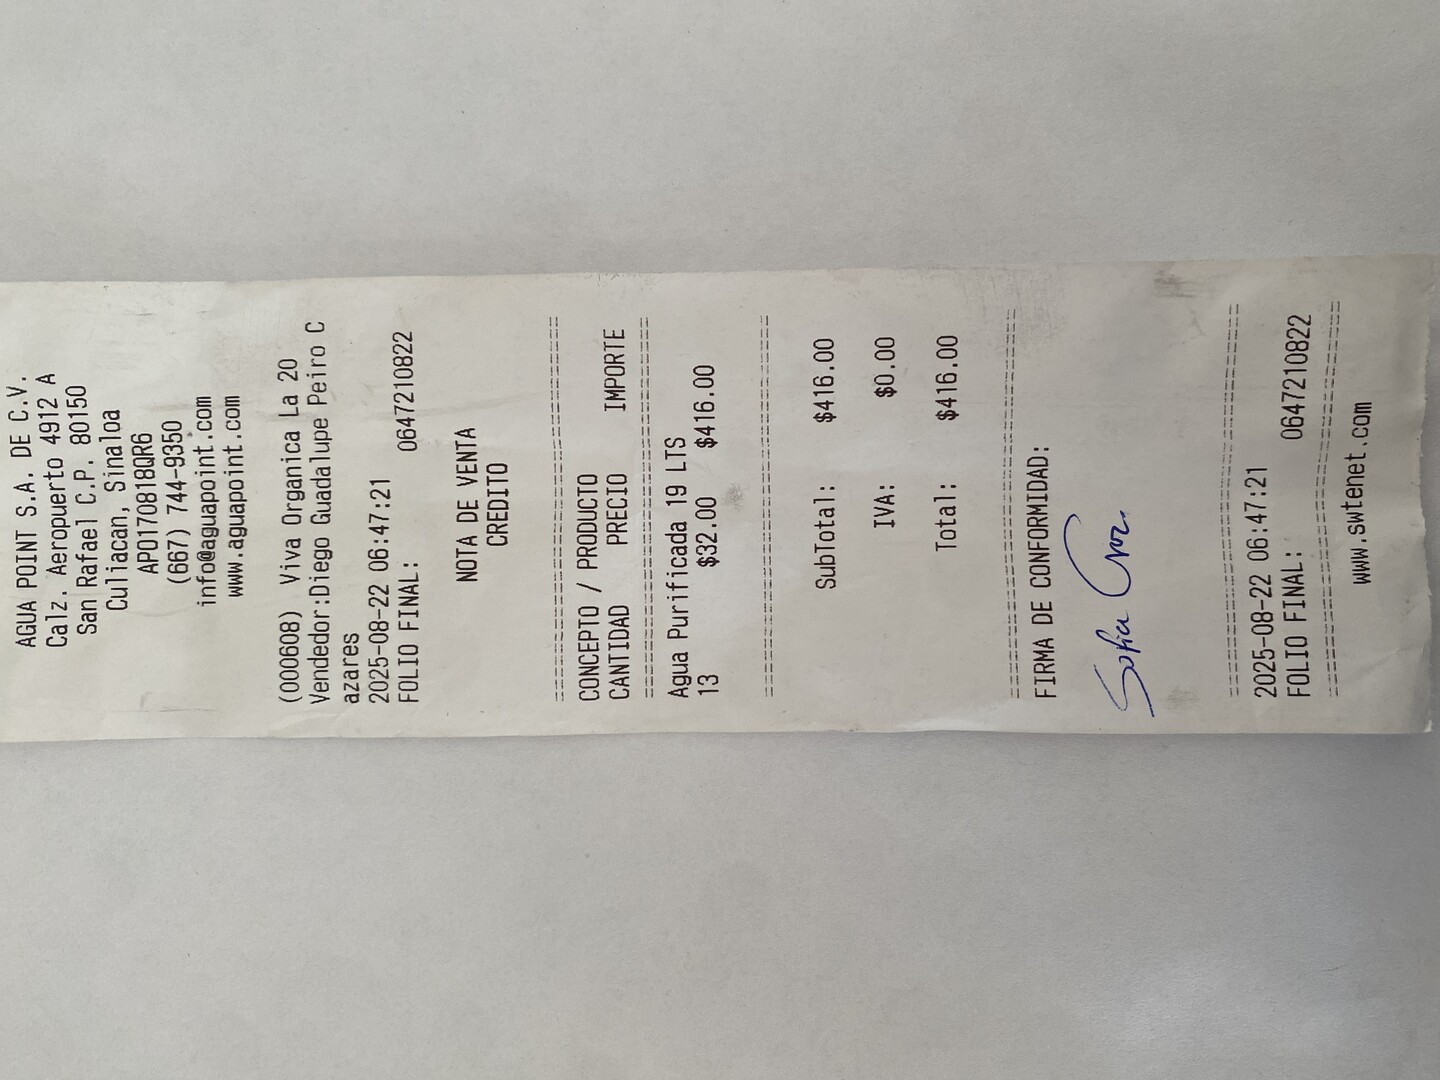 AGUA POINT S.A. DE C.V.
Calz. Aeropuerto 4912 A
San Rafael C.P. 80150
Culiacan, Sinaloa
APO170818QR6
(667) 744-9350
info@aguapoint.com
www.aguapoint.com
(000608) Viva Organica La 20
Vendedor:Diego Guadalupe Peiro C
azares
2025-08-22 06:47:21
FOLIO FINAL: 0647210822
NOTA DE VENTA
CREDITO
CONCEPTO / PRODUCTO
CANTIDAD PRECIO IMPORTE
Agua Purificada 19 LTS
13 $32.00 $416.00
SubTotal: $416.00
IVA: $0.00
Total: $416.00
FIRMA DE CONFORMIDAD:
Sofia
2025-08-22 06:47:21
FOLIO FINAL: 0647210822
www.swtenet.com